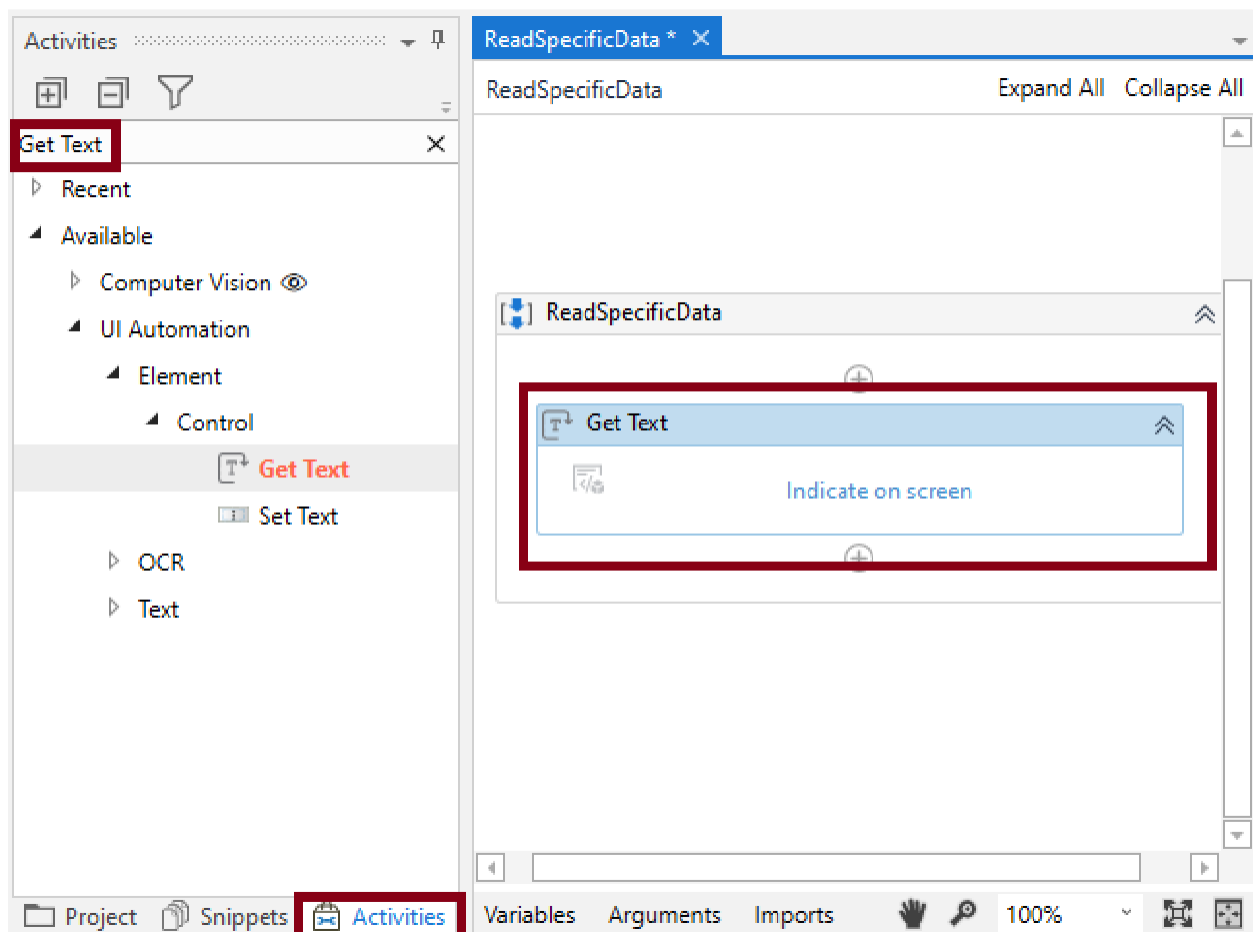 Activities
Get Text
Recent
Available
Computer Vision
UI Automation
Element
Control
Get Text
Set Text
OCR
Text
Project Snippets Activities
ReadSpecificData *
ReadSpecificData Expand All Collapse All
ReadSpecificData
Get Text
Indicate on screen
Variables Arguments Imports 100%